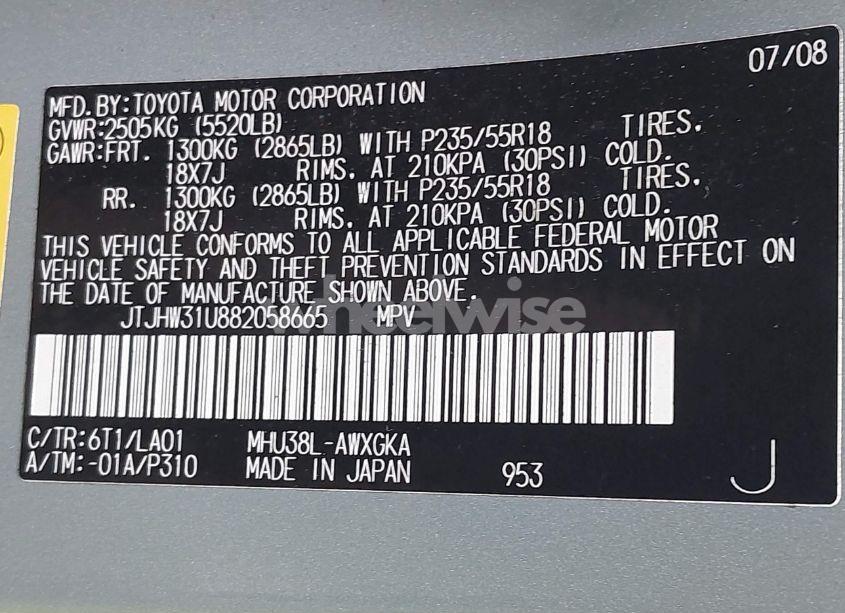 07/08
MFD. BY: TOYOTA MOTOR CORPORATION
GVWR: 2505KG (5520LB)
GAWR: FRT. 1300KG (2865LB) WITH P235/55R18 TIRES.
18X7J RIMS. AT 210KPA (30PSI) COLD.
RR. 1300KG (2865LB) WITH P235/55R18 TIRES.
18X7J RIMS. AT 210KPA (30PSI) COLD.
THIS VEHICLE CONFORMS TO ALL APPLICABLE FEDERAL MOTOR
VEHICLE SAFETY AND THEFT PREVENTION STANDARDS IN EFFECT ON
THE DATE OF MANUFACTURE SHOWN ABOVE.
JTJHW31U882058665 MPV
wheelwise
C/TR: 6T1/LA01 MHU38L-AWXGKA
A/TM: -01A/P310 MADE IN JAPAN 953
J